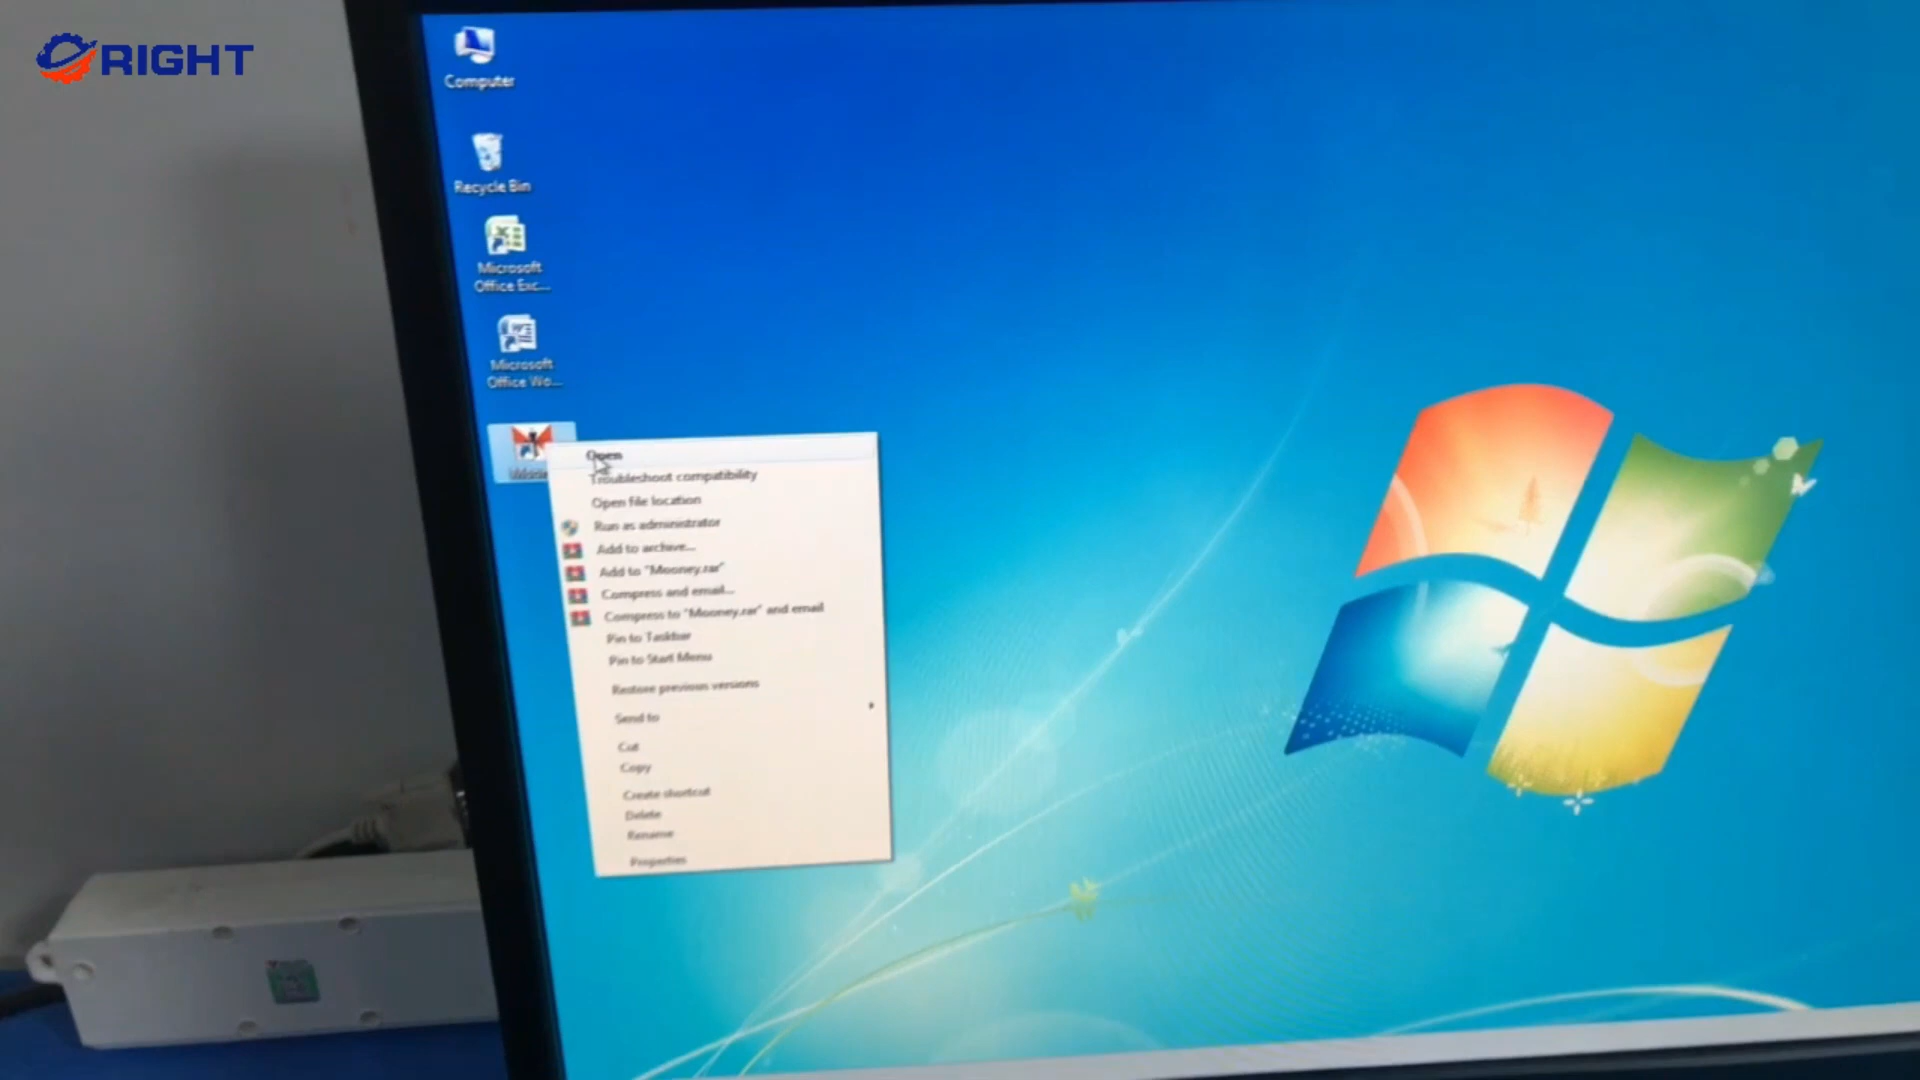 RIGHT
Computer
Recycle Bin
Microsoft
Office Exc...
Microsoft
Office Wo...
Open
Troubleshoot compatibility
Open file location
Run as administrator
Add to archive...
Add to "Mooney.rar"
Compress and email...
Compress to "Mooney.rar" and email
Pin to Taskbar
Pin to Start Menu
Restore previous versions
Send to
Cut
Copy
Create shortcut
Delete
Rename
Properties